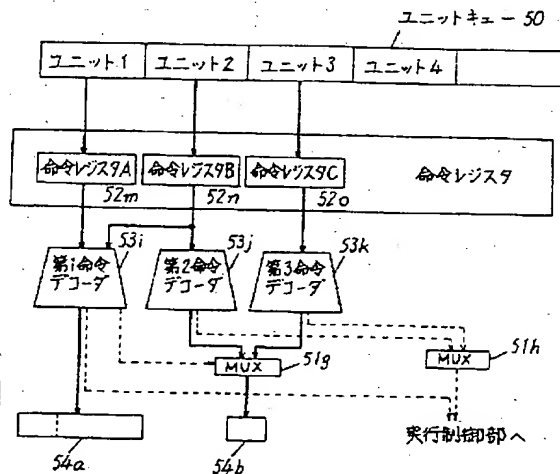 ユニットキュー 50
ユニット1 ユニット2 ユニット3 ユニット4
命令レジスタA 命令レジスタB 命令レジスタC 命令レジスタ
52m 52n 52o
第1命令デコーダ 53i 第2命令デコーダ 53j 第3命令デコーダ 53k
MUX 51g MUX 51h
実行制御部へ
54a 54b